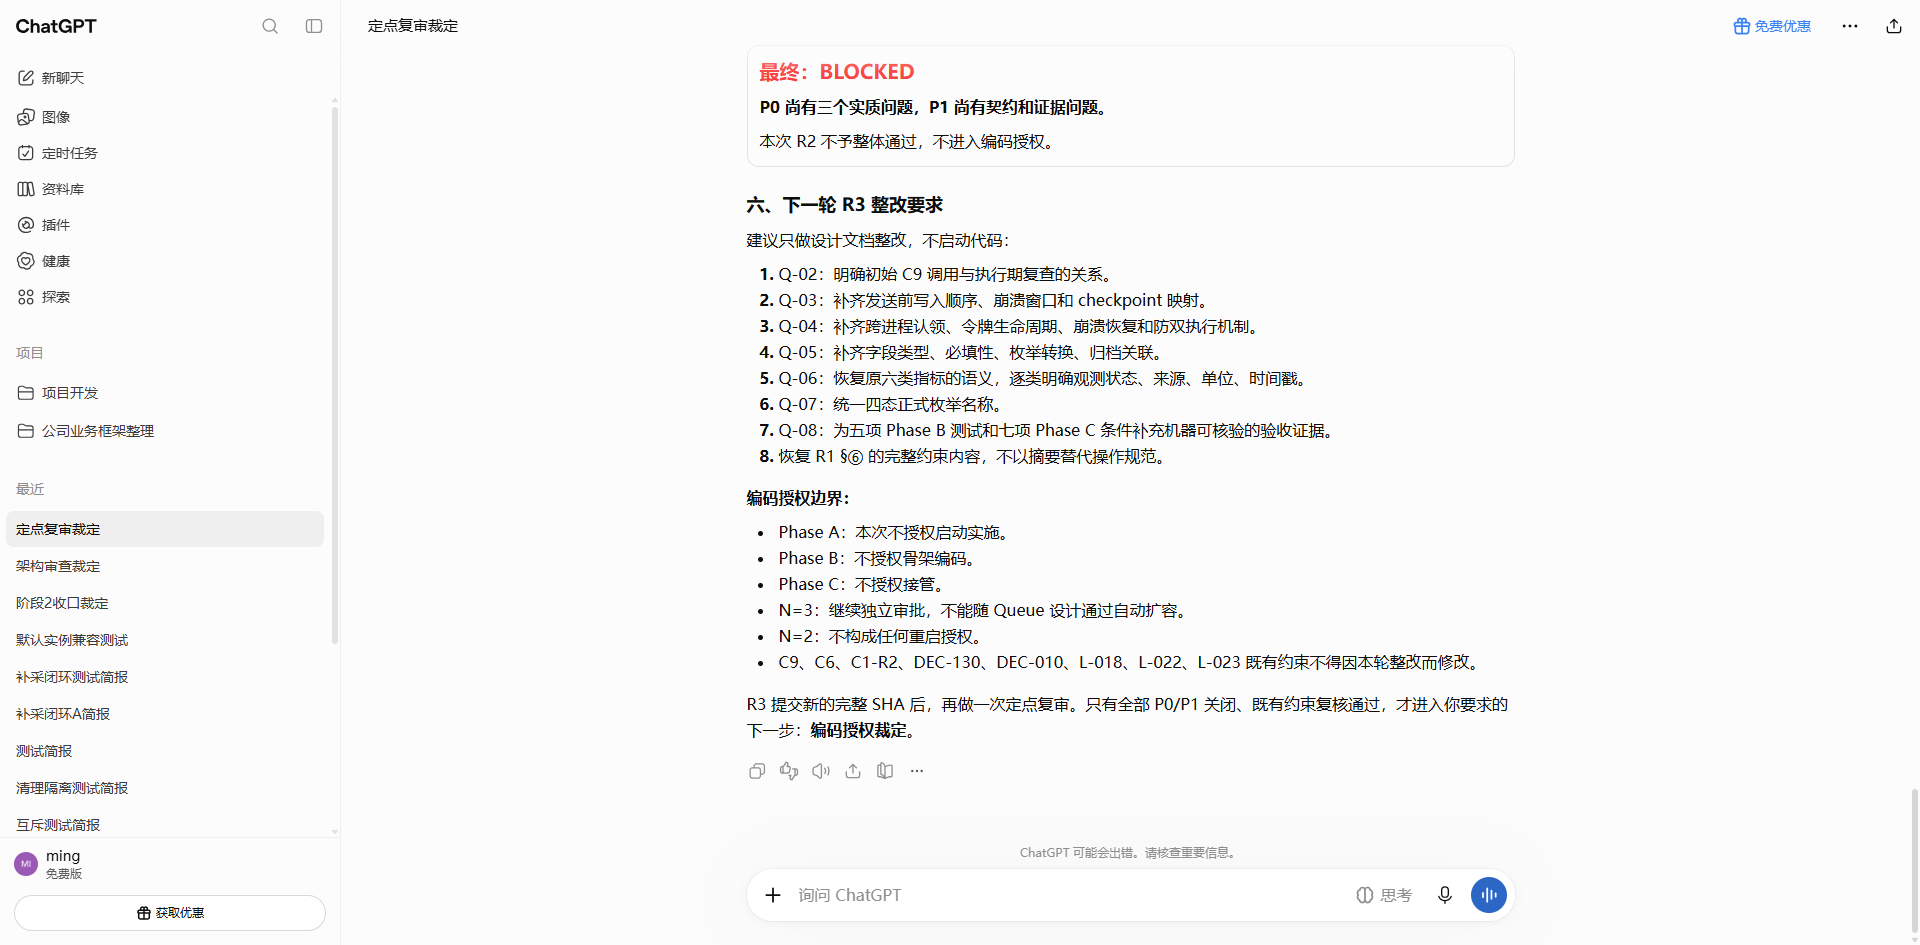 ChatGPT
新聊天
图像
定时任务
资料库
插件
健康
探索
项目
项目开发
公司业务框架整理
最近
定点复审裁定
架构审查裁定
阶段2收口裁定
默认实例兼容测试
补采闭环测试简报
补采闭环A简报
测试简报
清理隔离测试简报
互斥测试简报
MI
ming
免费版
获取优惠
定点复审裁定
免费优惠
最终：BLOCKED
P0 尚有三个实质问题，P1 尚有契约和证据问题。
本次 R2 不予整体通过，不进入编码授权。
六、下一轮 R3 整改要求
建议只做设计文档整改，不启动代码：
1. Q-02：明确初始 C9 调用与执行期复查的关系。
2. Q-03：补齐发送前写入顺序、崩溃窗口和 checkpoint 映射。
3. Q-04：补齐跨进程认领、令牌生命周期、崩溃恢复和防双执行机制。
4. Q-05：补齐字段类型、必填性、枚举转换、归档关联。
5. Q-06：恢复原六类指标的语义，逐类明确观测状态、来源、单位、时间戳。
6. Q-07：统一四态正式枚举名称。
7. Q-08：为五项 Phase B 测试和七项 Phase C 条件补充机器可核验的验收证据。
8. 恢复 R1 §⑥ 的完整约束内容，不以摘要替代操作规范。
编码授权边界：
• Phase A：本次不授权启动实施。
• Phase B：不授权骨架编码。
• Phase C：不授权接管。
• N=3：继续独立审批，不能随 Queue 设计通过自动扩容。
• N=2：不构成任何重启授权。
• C9、C6、C1-R2、DEC-130、DEC-010、L-018、L-022、L-023 既有约束不得因本轮整改而修改。
R3 提交新的完整 SHA 后，再做一次定点复审。只有全部 P0/P1 关闭、既有约束复核通过，才进入你要求的
下一步：编码授权裁定。
ChatGPT 可能会出错。请核查重要信息。
询问 ChatGPT
思考